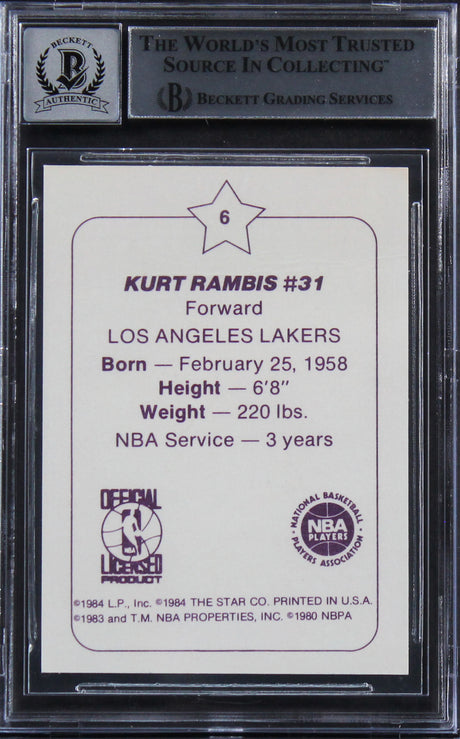 BECKETT
B
AUTHENTIC
THE WORLD'S MOST TRUSTED
SOURCE IN COLLECTING™
B BECKETT GRADING SERVICES
6
KURT RAMBIS #31
Forward
LOS ANGELES LAKERS
Born — February 25, 1958
Height — 6'8"
Weight — 220 lbs.
NBA Service — 3 years
OFFICIAL
LICENSED
PRODUCT
NATIONAL BASKETBALL
NBA
PLAYERS
PLAYERS ASSOCIATION
©1984 L.P., Inc. ©1984 THE STAR CO. PRINTED IN U.S.A.
©1983 and T.M. NBA PROPERTIES, INC. ©1980 NBPA